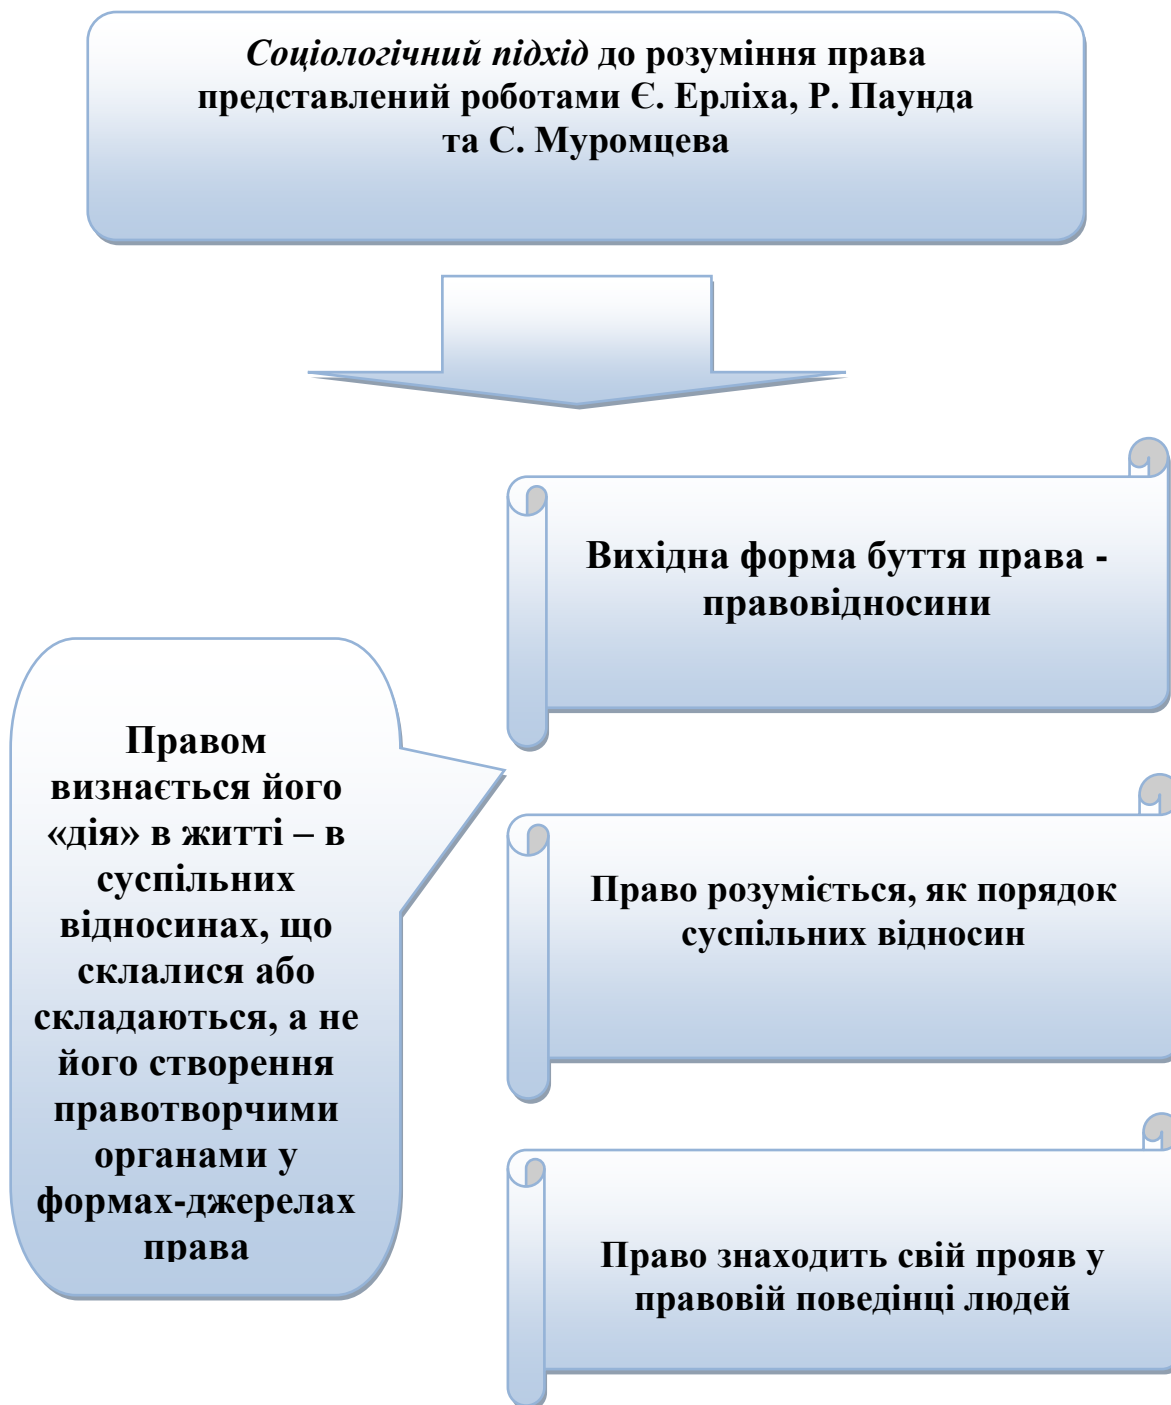 Соціологічний підхід до розуміння права
представлений роботами Є. Ерліха, Р. Паунда
та С. Муромцева
Вихідна форма буття права -
правовідносини
Правом
визнається його
«дія» в житті – в
суспільних
відносинах, що
склалися або
складаються, а не
його створення
правотворчими
органами у
формах-джерелах
права
Право розуміється, як порядок
суспільних відносин
Право знаходить свій прояв у
правовій поведінці людей